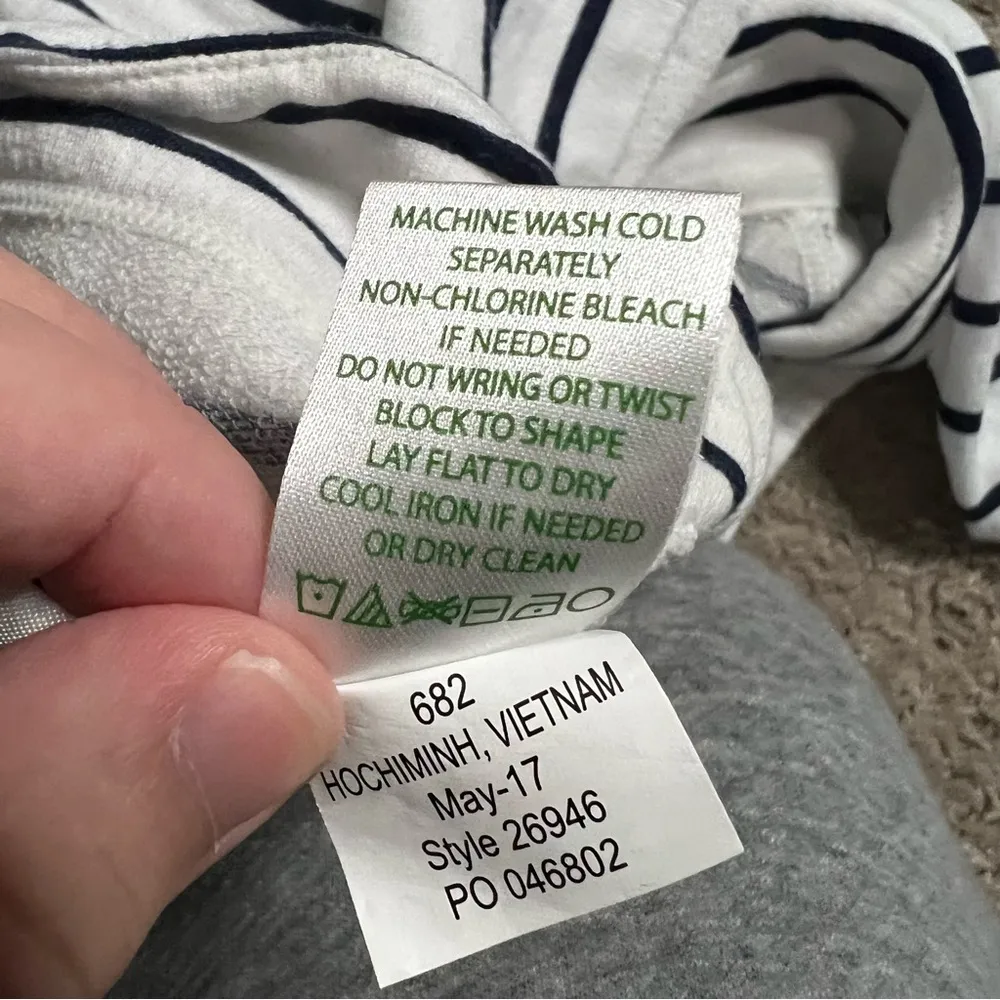 MACHINE WASH COLD
SEPARATELY
NON-CHLORINE BLEACH
IF NEEDED
DO NOT WRING OR TWIST
BLOCK TO SHAPE
LAY FLAT TO DRY
COOL IRON IF NEEDED
OR DRY CLEAN
682
HOCHIMINH, VIETNAM
May-17
Style 26946
PO 046802